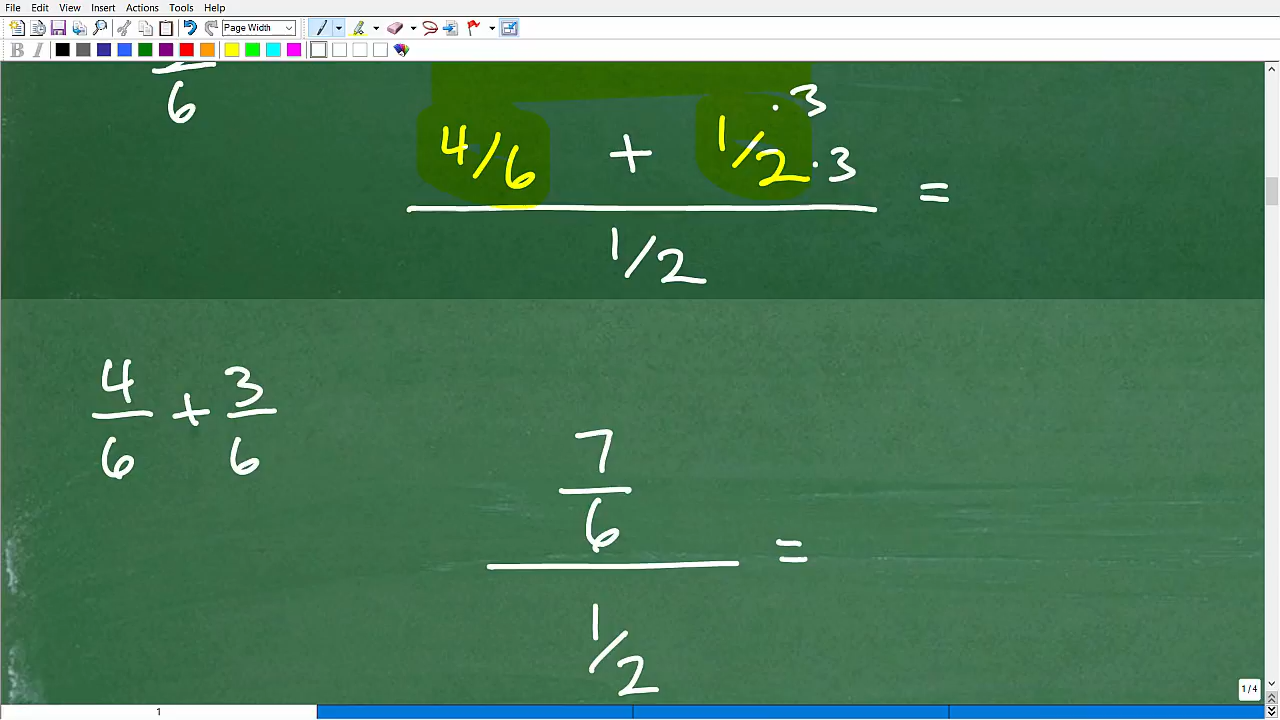 File Edit View Insert Actions Tools Help
Page Width
B I
6
4/6 + 1/2 · 3 · 3 =
1/2
4/6 + 3/6
7/6
=
1/2
1/4
1